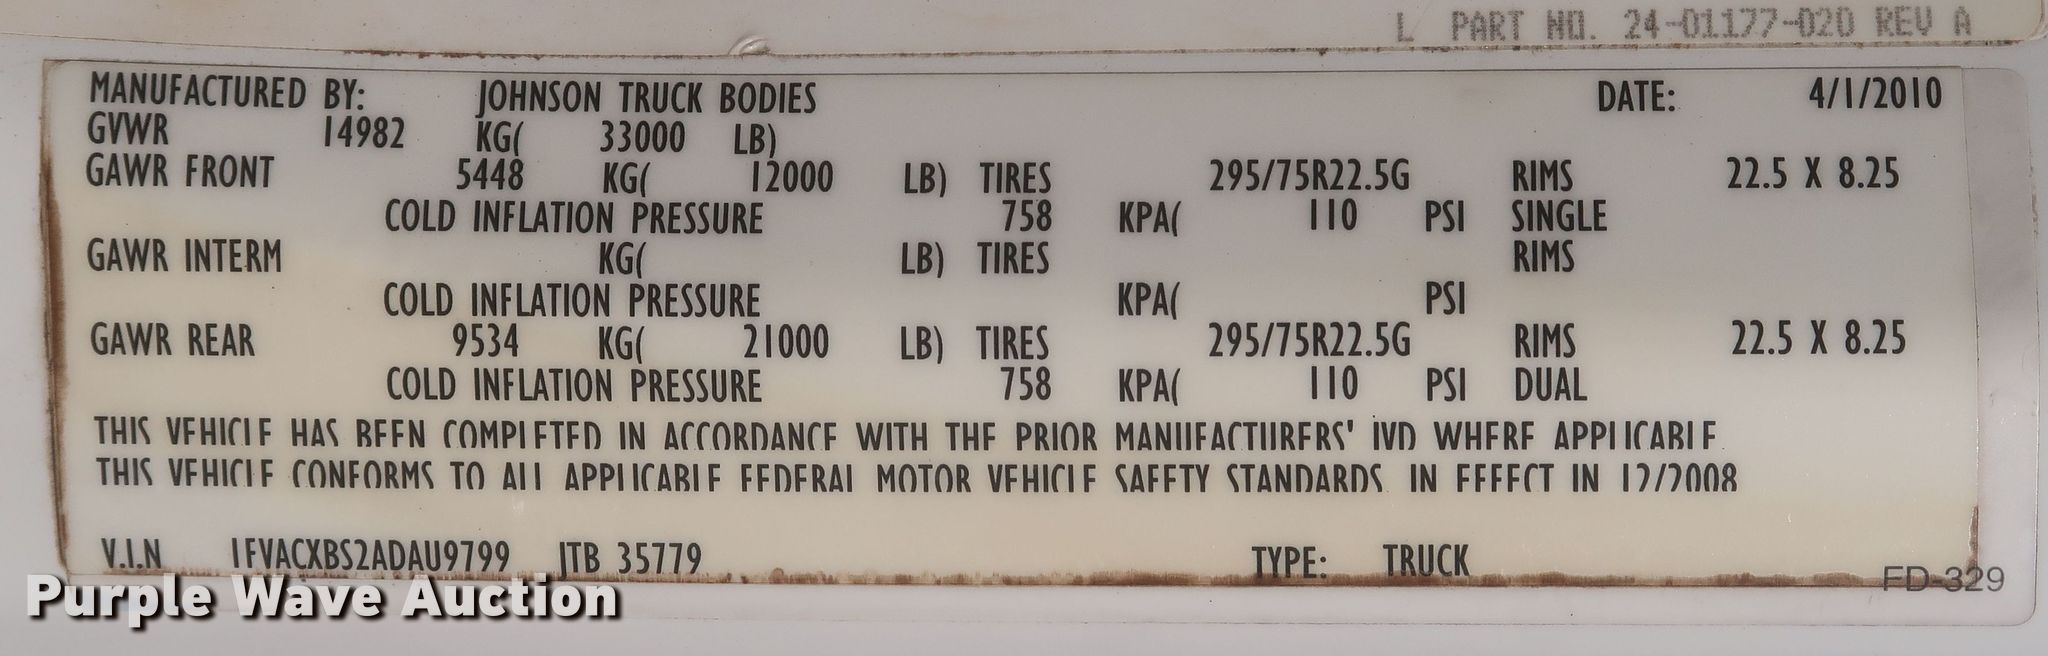 L PART NO. 24-01177-020 REV A
MANUFACTURED BY: JOHNSON TRUCK BODIES DATE: 4/1/2010
GVWR 14982 KG( 33000 LB)
GAWR FRONT 5448 KG( 12000 LB) TIRES 295/75R22.5G RIMS 22.5 X 8.25
COLD INFLATION PRESSURE 758 KPA( 110 PSI SINGLE
GAWR INTERM KG( LB) TIRES RIMS
COLD INFLATION PRESSURE KPA( PSI
GAWR REAR 9534 KG( 21000 LB) TIRES 295/75R22.5G RIMS 22.5 X 8.25
COLD INFLATION PRESSURE 758 KPA( 110 PSI DUAL
THIS VEHICLE HAS BEEN COMPLETED IN ACCORDANCE WITH THE PRIOR MANUFACTURERS' IVD WHERE APPLICABLE.
THIS VEHICLE CONFORMS TO ALL APPLICABLE FEDERAL MOTOR VEHICLE SAFETY STANDARDS IN EFFECT IN 12/2008
V.I.N 1FVACXBS2ADAU9799 JTB 35779 TYPE: TRUCK
FD-329
Purple Wave Auction